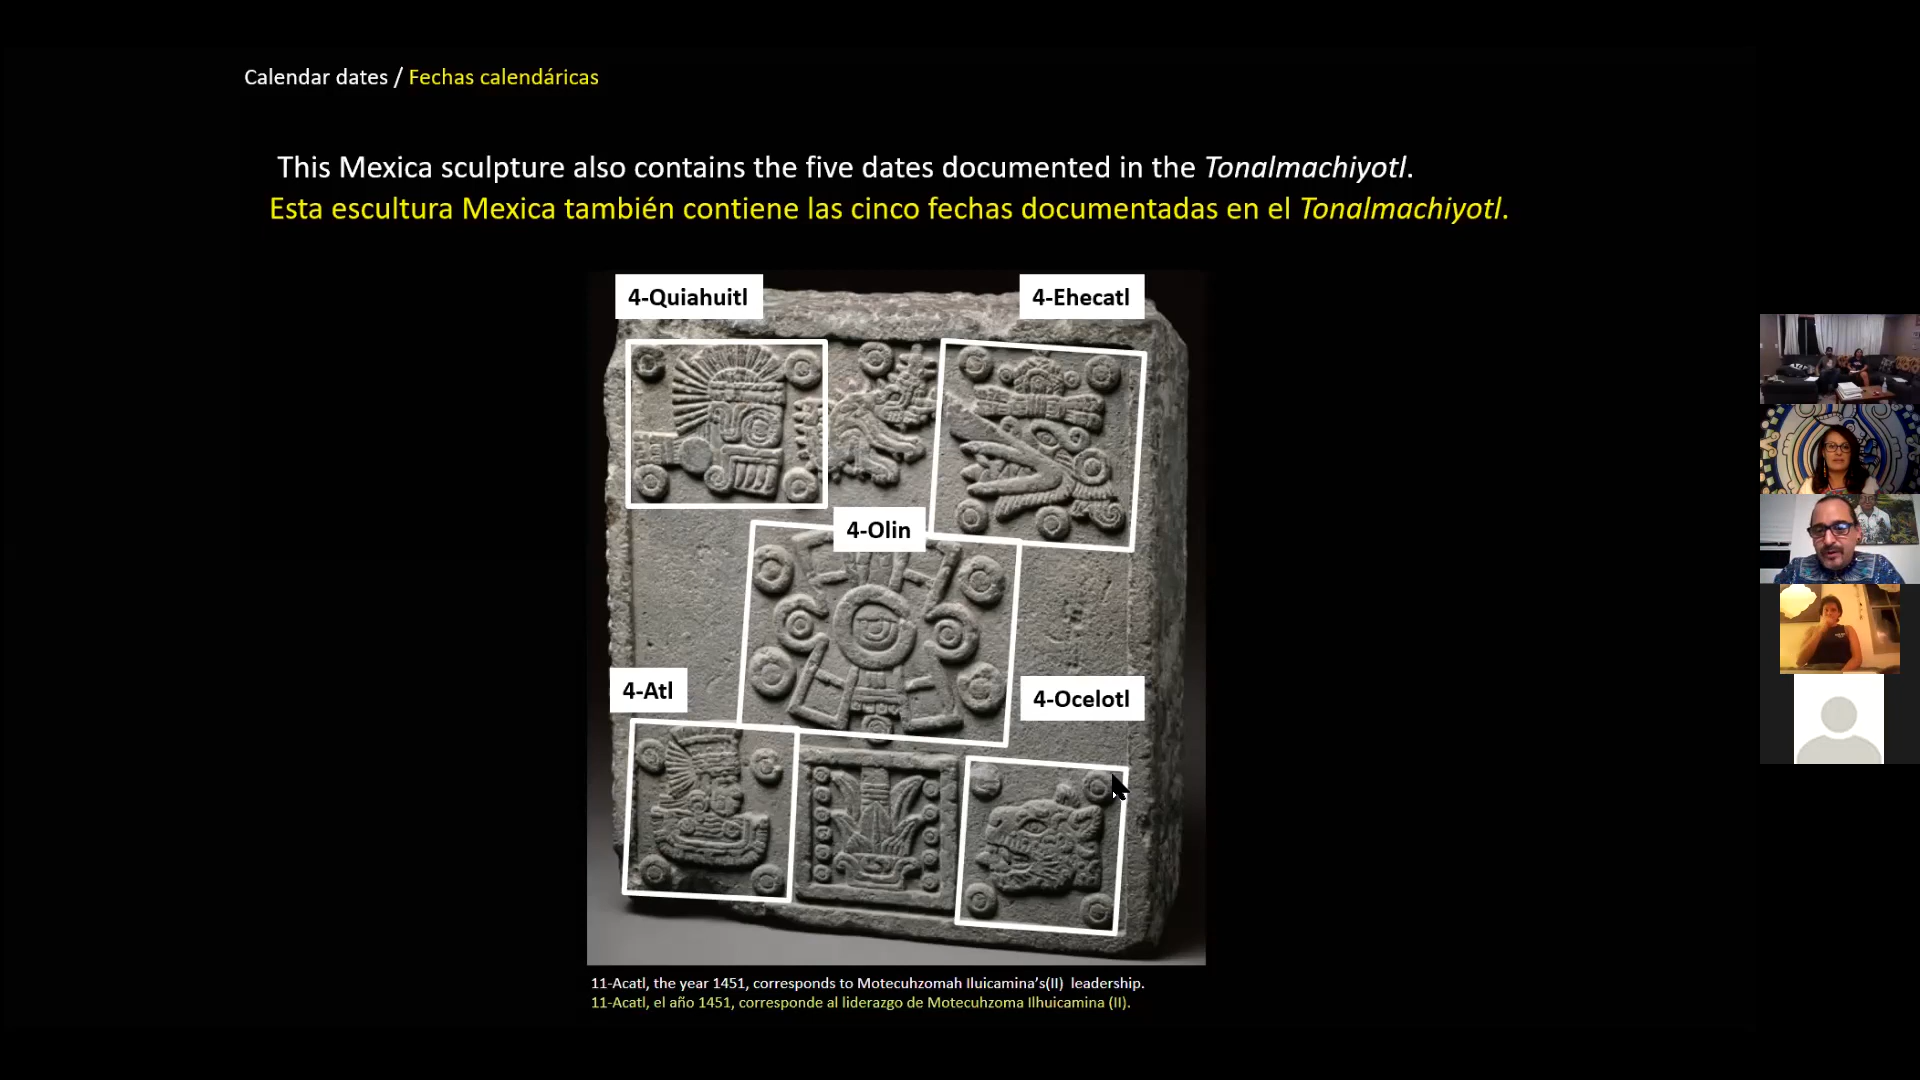 Calendar dates / Fechas calendáricas
This Mexica sculpture also contains the five dates documented in the Tonalmachiyotl.
Esta escultura Mexica también contiene las cinco fechas documentadas en el Tonalmachiyotl.
4-Quiahuitl
4-Ehecatl
4-Olin
4-Atl
4-Ocelotl
11-Acatl, the year 1451, corresponds to Motecuhzomah Iluicamina's(II) leadership.
11-Acatl, el año 1451, corresponde al liderazgo de Motecuhzoma Ilhuicamina (II).